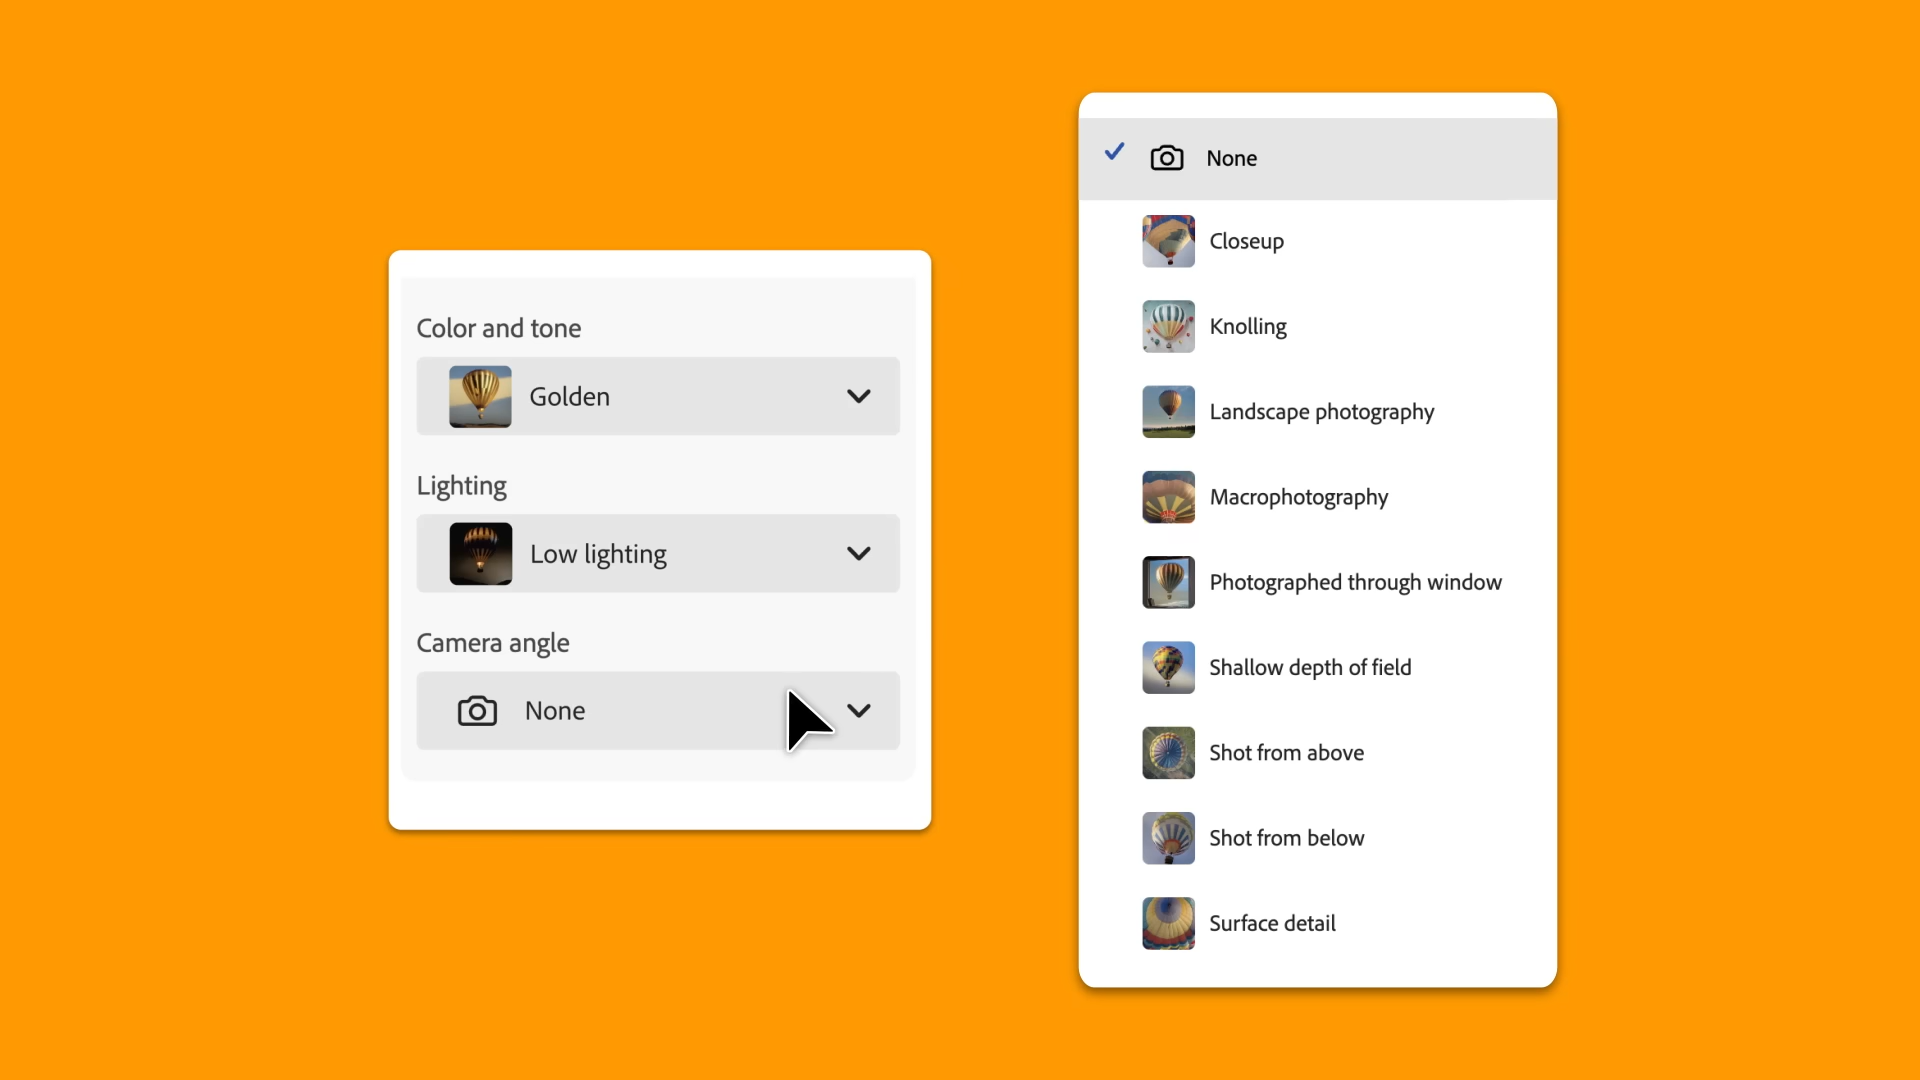 Color and tone
Golden
Lighting
Low lighting
Camera angle
None
None
Closeup
Knolling
Landscape photography
Macrophotography
Photographed through window
Shallow depth of field
Shot from above
Shot from below
Surface detail